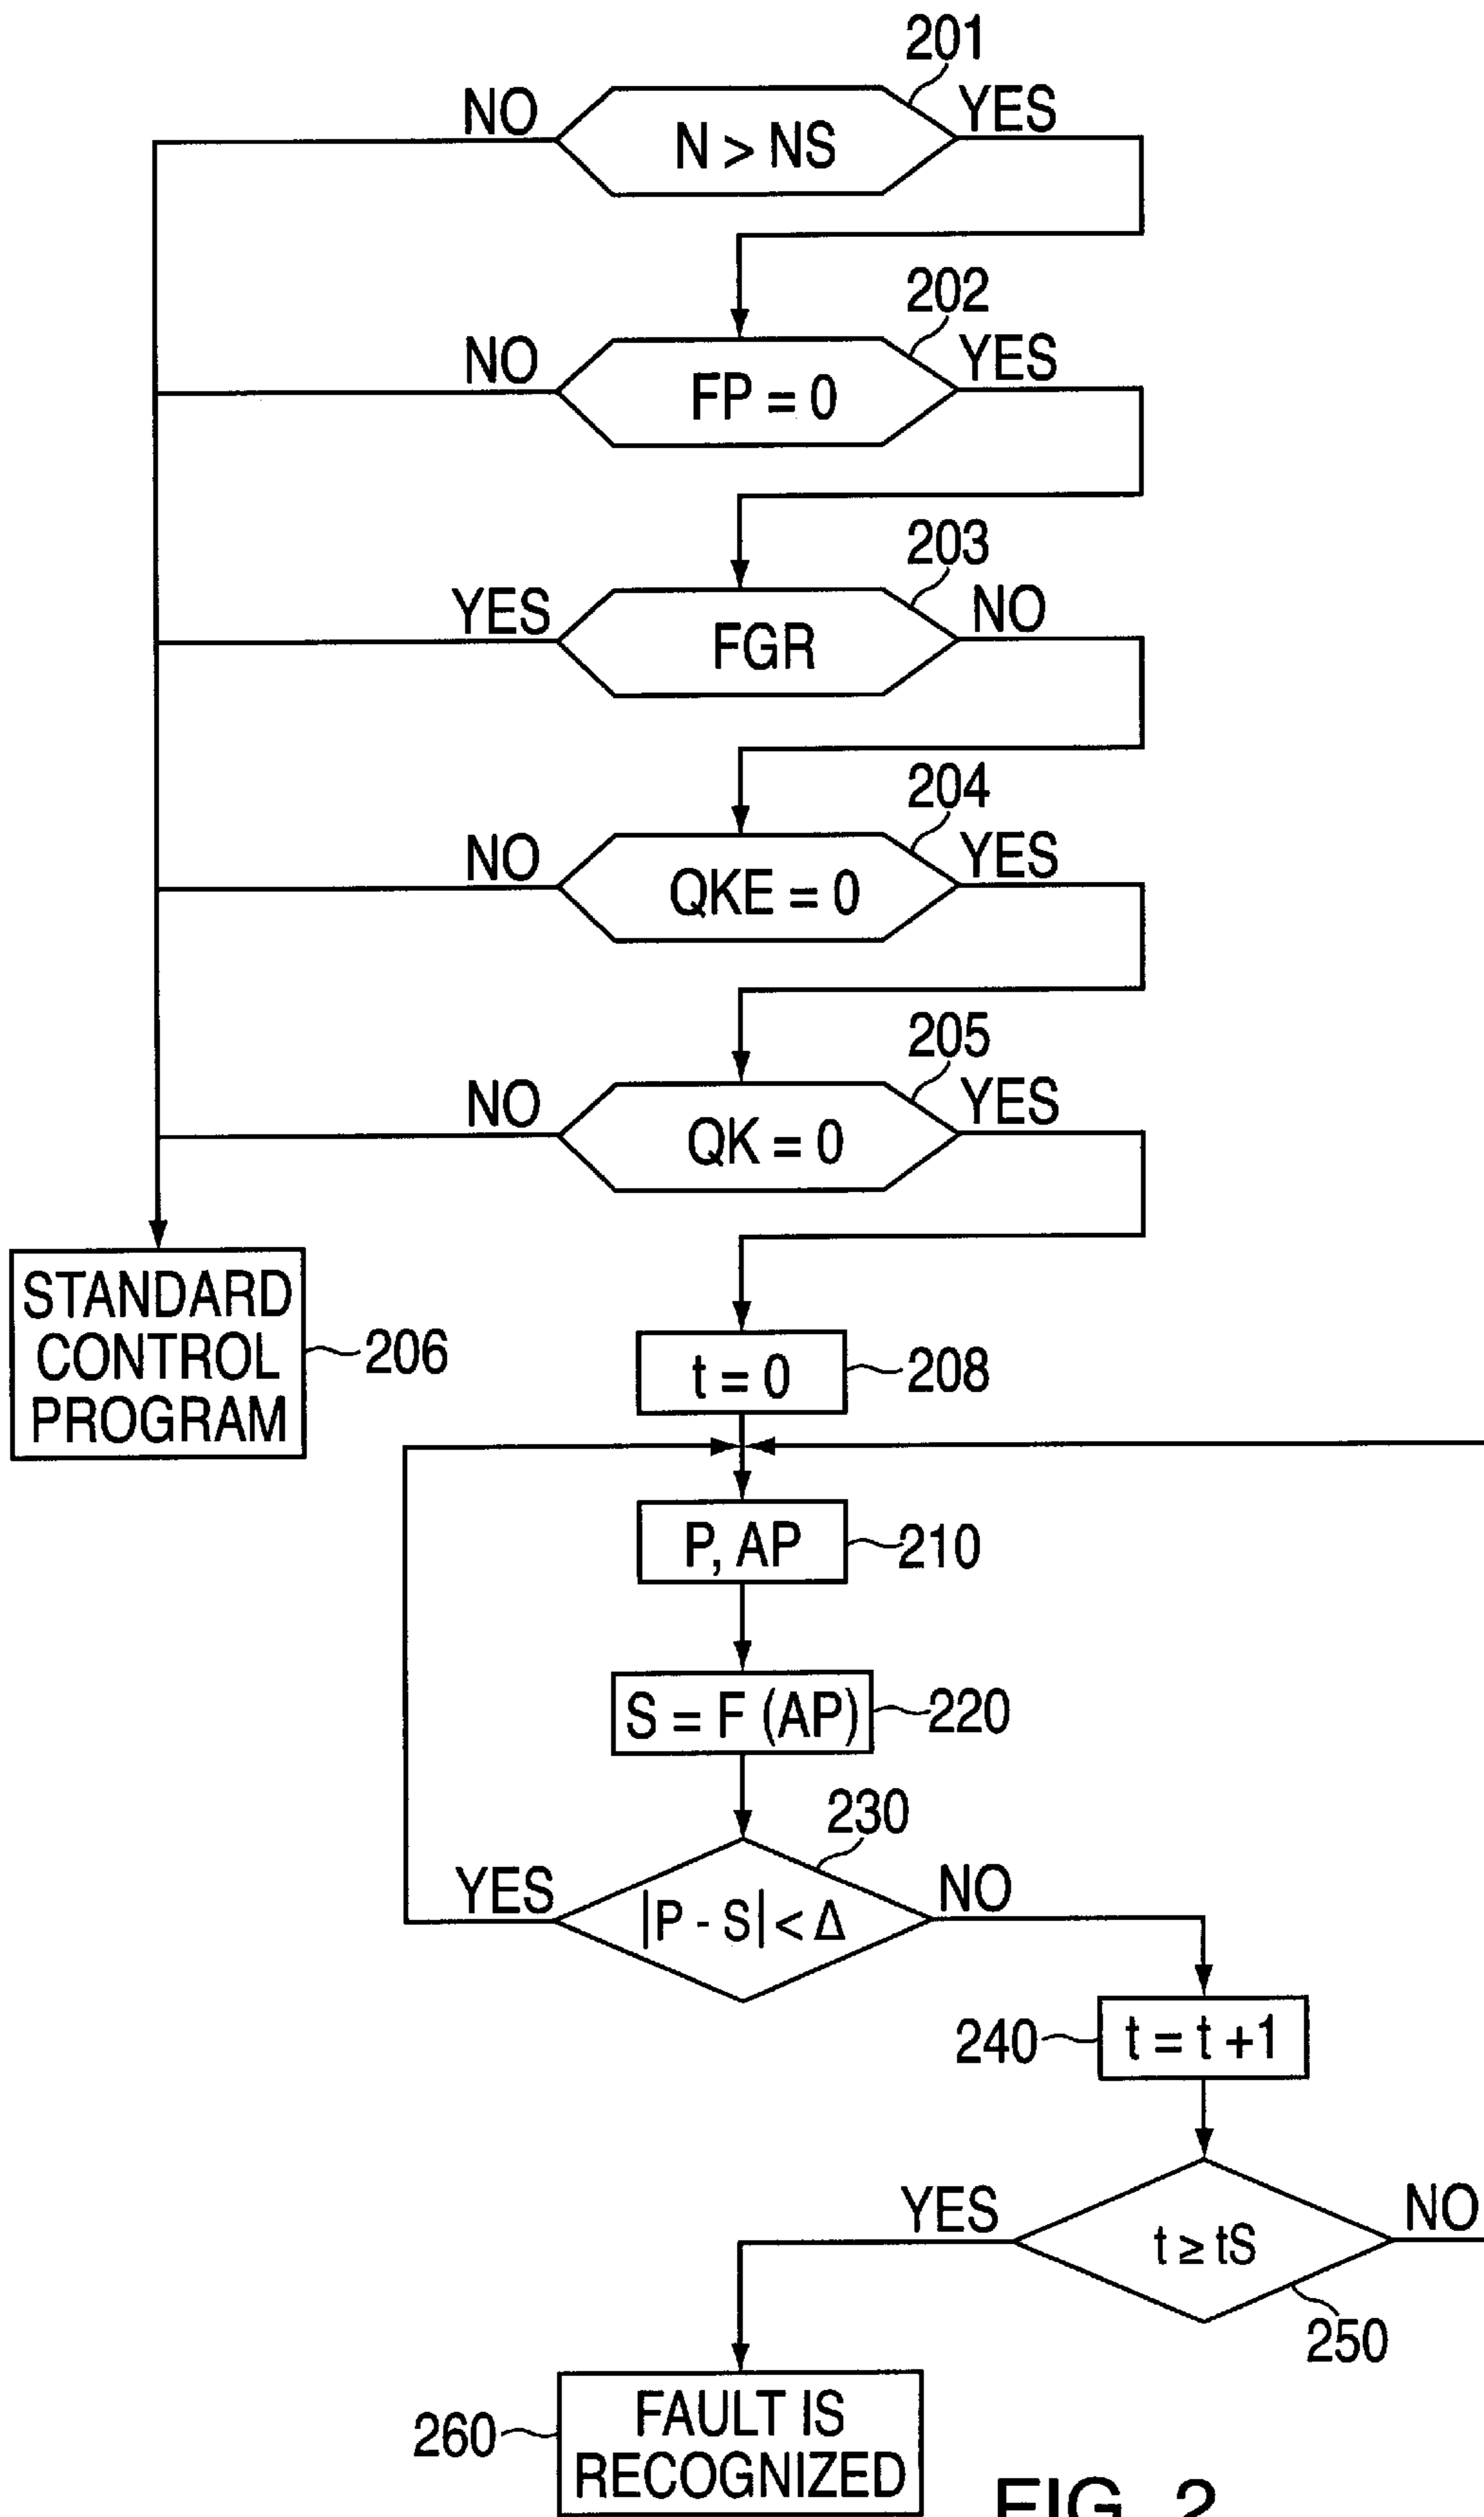 201
NO
YES
N > NS
202
NO
YES
FP = 0
203
YES
NO
FGR
204
NO
YES
QKE = 0
205
NO
YES
QK = 0
STANDARD
CONTROL
PROGRAM
206
t = 0
208
P, AP
210
S = F (AP)
220
230
YES
NO
|P - S| < Δ
240
t = t +1
YES
NO
t ≥ tS
250
260
FAULT IS
RECOGNIZED
FIG. 2